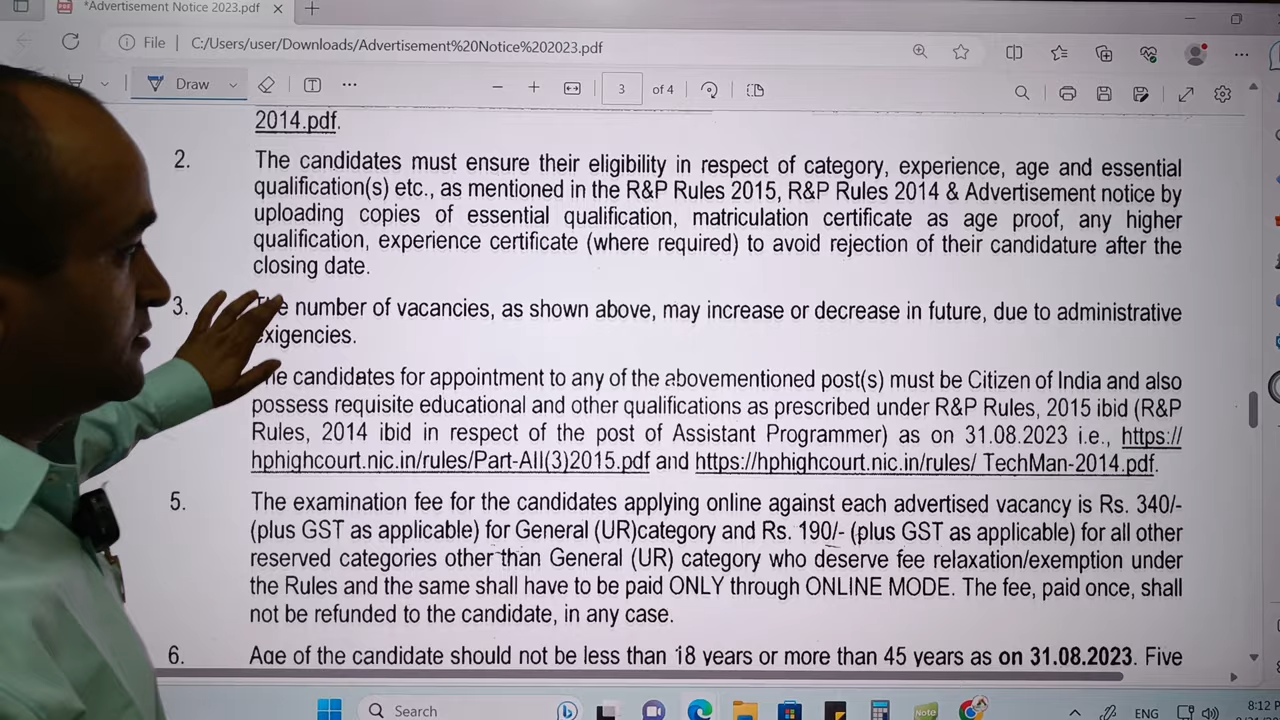 *Advertisement Notice 2023.pdf
File | C:/Users/user/Downloads/Advertisement%20Notice%202023.pdf
Draw 3 of 4
2014.pdf.
2. The candidates must ensure their eligibility in respect of category, experience, age and essential
qualification(s) etc., as mentioned in the R&P Rules 2015, R&P Rules 2014 & Advertisement notice by
uploading copies of essential qualification, matriculation certificate as age proof, any higher
qualification, experience certificate (where required) to avoid rejection of their candidature after the
closing date.
3. number of vacancies, as shown above, may increase or decrease in future, due to administrative
candidates for appointment to any of the abovementioned post(s) must be Citizen of India and also
possess requisite educational and other qualifications as prescribed under R&P Rules, 2015 ibid (R&P
Rules, 2014 ibid in respect of the post of Assistant Programmer) as on 31.08.2023 i.e., https://
hphighcourt.nic.in/rules/Part-AII(3)2015.pdf and https://hphighcourt.nic.in/rules/ TechMan-2014.pdf.
5. The examination fee for the candidates applying online against each advertised vacancy is Rs. 340/-
(plus GST as applicable) for General (UR)category and Rs. 190/- (plus GST as applicable) for all other
reserved categories other than General (UR) category who deserve fee relaxation/exemption under
the Rules and the same shall have to be paid ONLY through ONLINE MODE. The fee, paid once, shall
not be refunded to the candidate, in any case.
6. Age of the candidate should not be less than 18 years or more than 45 years as on 31.08.2023. Five
Search Note ENG 8:12